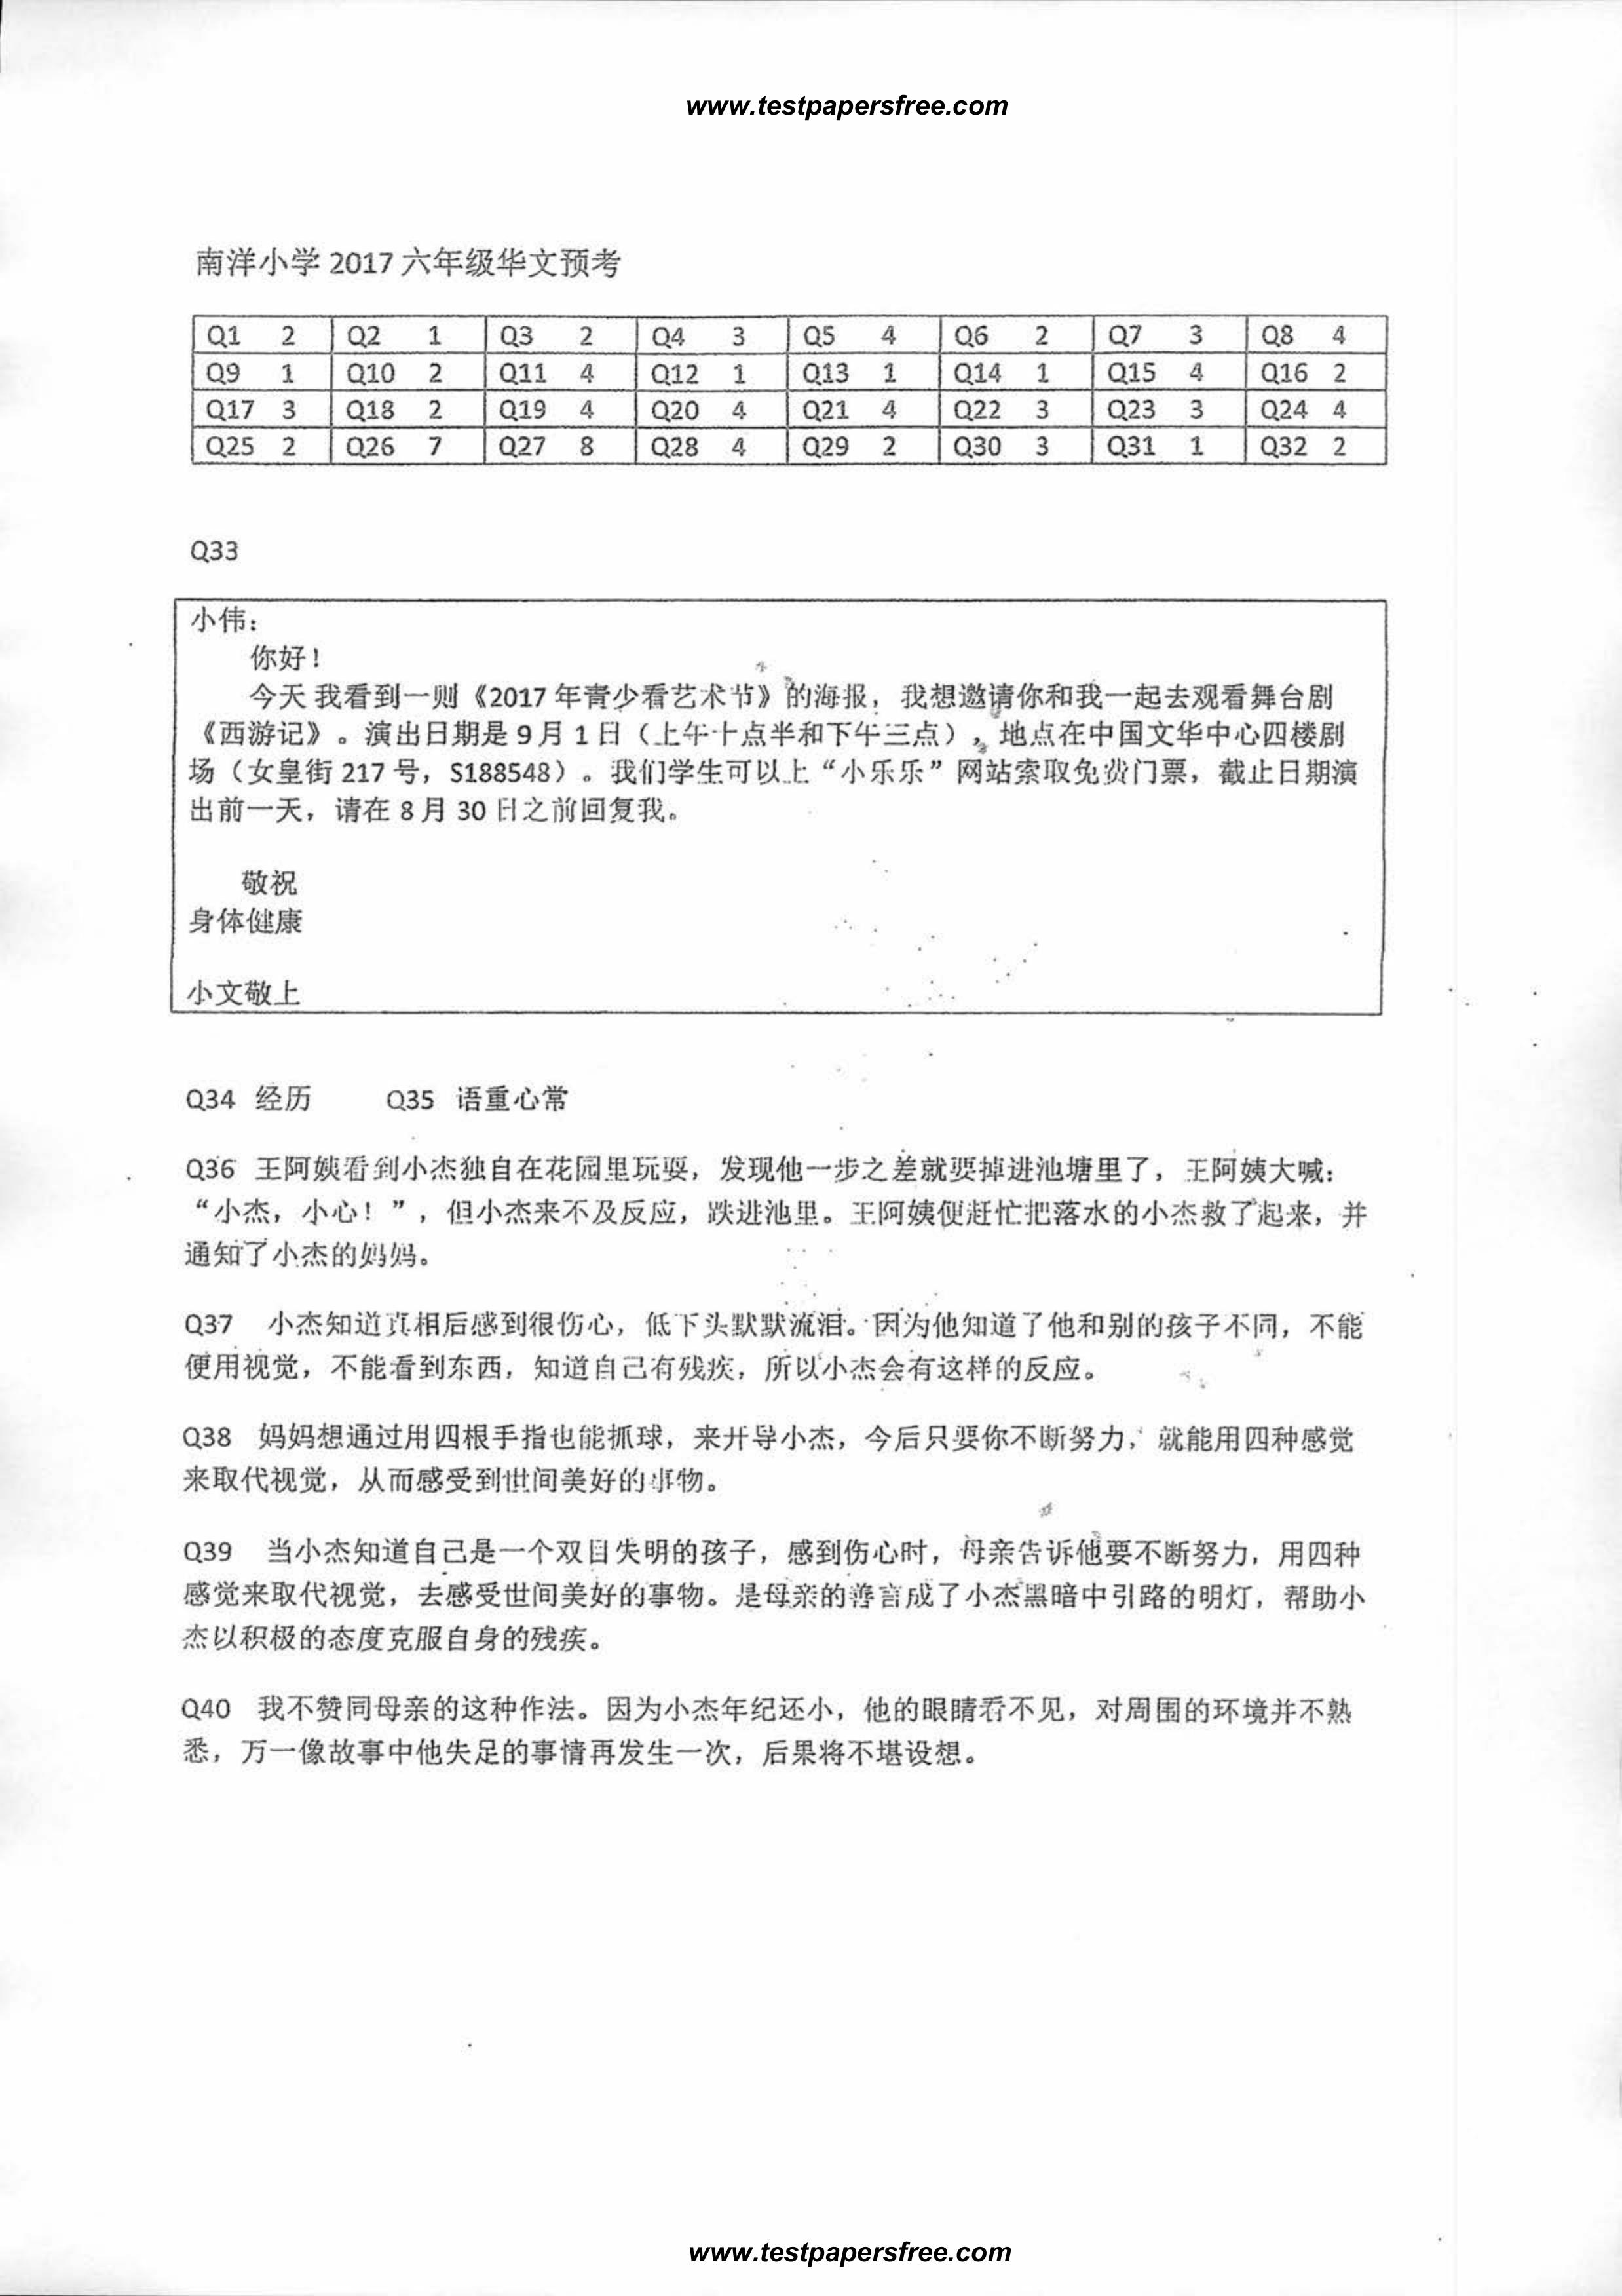 www.testpapersfree.com
南洋小学 2017 六年级华文预考
Q1 2 Q2 1 Q3 2 Q4 3 Q5 4 Q6 2 Q7 3 Q8 4
Q9 1 Q10 2 Q11 4 Q12 1 Q13 1 Q14 1 Q15 4 Q16 2
Q17 3 Q18 2 Q19 4 Q20 4 Q21 4 Q22 3 Q23 3 Q24 4
Q25 2 Q26 7 Q27 8 Q28 4 Q29 2 Q30 3 Q31 1 Q32 2
Q33
小伟：
你好！
今天 我看到一则《2017 年青少看艺术节》的海报，我想邀请你和我一起去观看舞台剧
《西游记》。演出日期是 9 月 1 日（上午十点半和下午三点），地点在中国文华中心四楼剧
场（女皇街 217 号，S188548）。我们学生可以上“小乐乐”网站索取免费门票，截止日期演
出前一天，请在 8 月 30 日之前回复我。
敬祝
身体健康
小文敬上
Q34 经历 Q35 语重心常
Q36 王阿姨看到小杰独自在花园里玩耍，发现他一步之差就要掉进池塘里了，王阿姨大喊：
“小杰，小心！”，但小杰来不及反应，跌进池里。王阿姨便赶忙把落水的小杰救了起来，并
通知了小杰的妈妈。
Q37 小杰知道真相后感到很伤心，低下头默默流泪。因为他知道了他和别的孩子不同，不能
便用视觉，不能看到东西，知道自己有残疾，所以小杰会有这样的反应。
Q38 妈妈想通过用四根手指也能抓球，来开导小杰，今后只要你不断努力，就能用四种感觉
来取代视觉，从而感受到世间美好的事物。
Q39 当小杰知道自己是一个双目失明的孩子，感到伤心时，母亲告诉他要不断努力，用四种
感觉来取代视觉，去感受世间美好的事物。是母亲的善言成了小杰黑暗中引路的明灯，帮助小
杰以积极的态度克服自身的残疾。
Q40 我不赞同母亲的这种作法。因为小杰年纪还小，他的眼睛看不见，对周围的环境并不熟
悉，万一像故事中他失足的事情再发生一次，后果将不堪设想。
www.testpapersfree.com